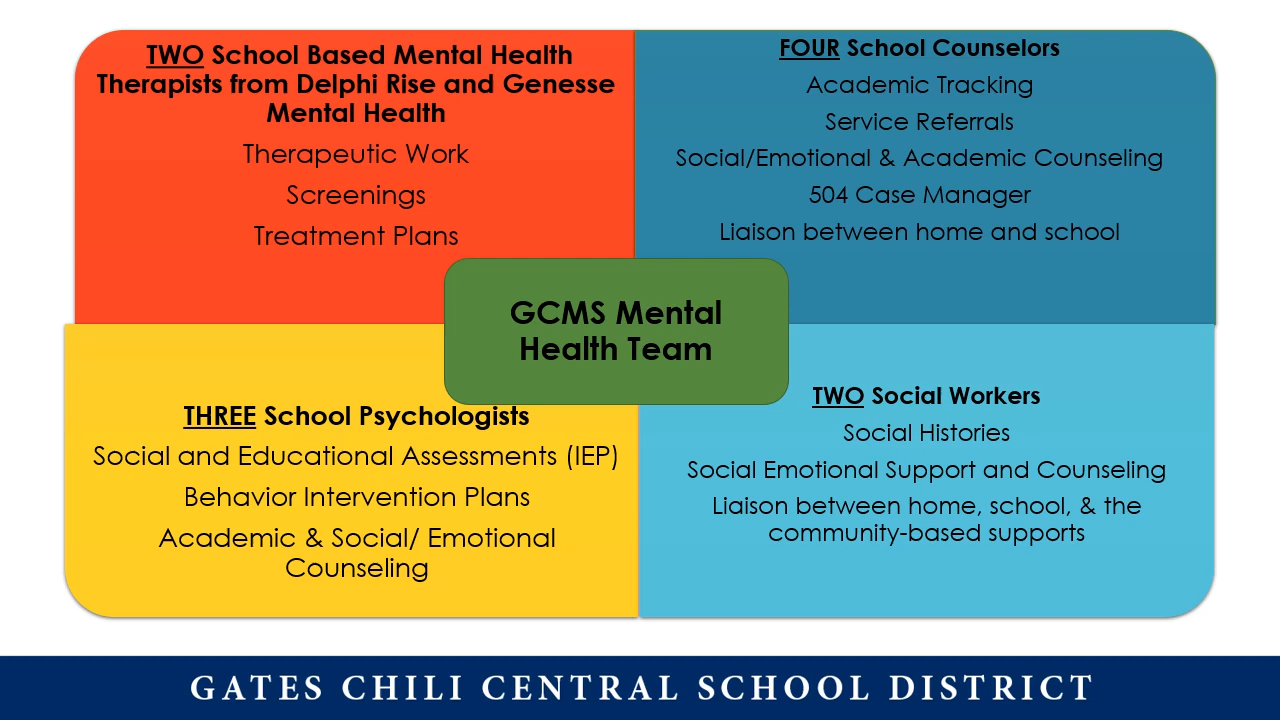 TWO School Based Mental Health
Therapists from Delphi Rise and Genesse
Mental Health
Therapeutic Work
Screenings
Treatment Plans
FOUR School Counselors
Academic Tracking
Service Referrals
Social/Emotional & Academic Counseling
504 Case Manager
Liaison between home and school
GCMS Mental
Health Team
THREE School Psychologists
Social and Educational Assessments (IEP)
Behavior Intervention Plans
Academic & Social/ Emotional
Counseling
TWO Social Workers
Social Histories
Social Emotional Support and Counseling
Liaison between home, school, & the
community-based supports
GATES CHILI CENTRAL SCHOOL DISTRICT